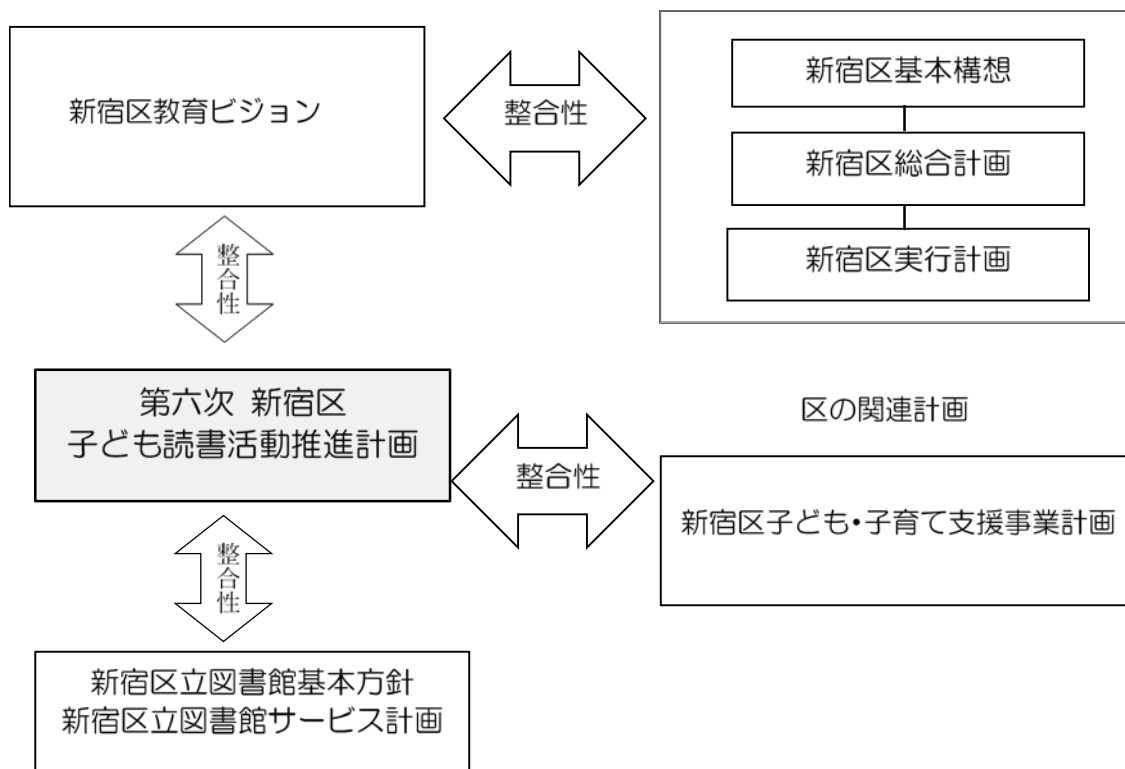 新宿区教育ビジョン
整合性
新宿区基本構想
新宿区総合計画
新宿区実行計画
整合性
第六次 新宿区
子ども読書活動推進計画
整合性
区の関連計画
新宿区子ども・子育て支援事業計画
整合性
新宿区立図書館基本方針
新宿区立図書館サービス計画